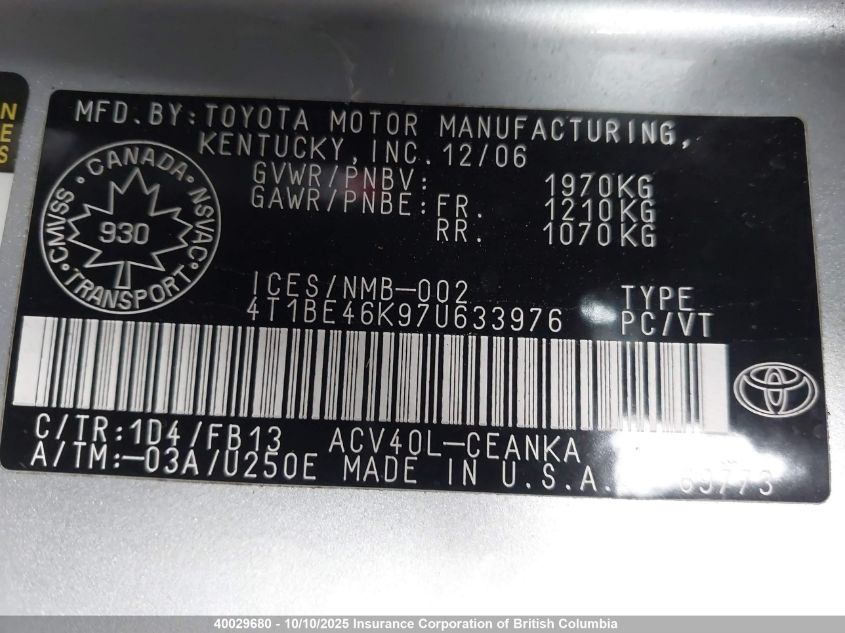 N
E
S
MFD.BY:TOYOTA MOTOR MANUFACTURING,
KENTUCKY,INC.12/06
GVWR/PNBV: 1970KG
GAWR/PNBE:FR. 1210KG
RR. 1070KG
CANADA
CMVSS 930 NSVAC
TRANSPORT
ICES/NMB-002 TYPE
4T1BE46K97U633976 PC/VT
C/TR:1D4/FB13 ACV40L-CEANKA
A/TM:-03A/U250E MADE IN U.S.A. 69773
40029680 - 10/10/2025 Insurance Corporation of British Columbia